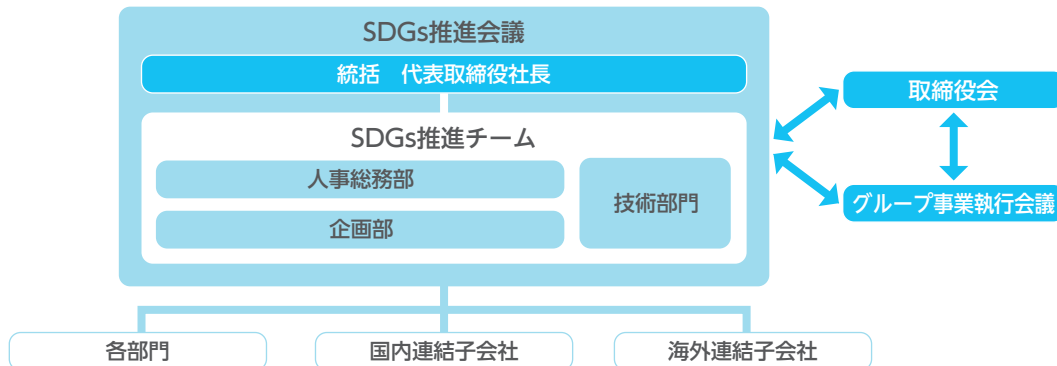 SDGs推進会議
統括　代表取締役社長
SDGs推進チーム
人事総務部
企画部
技術部門
取締役会
グループ事業執行会議
各部門
国内連結子会社
海外連結子会社